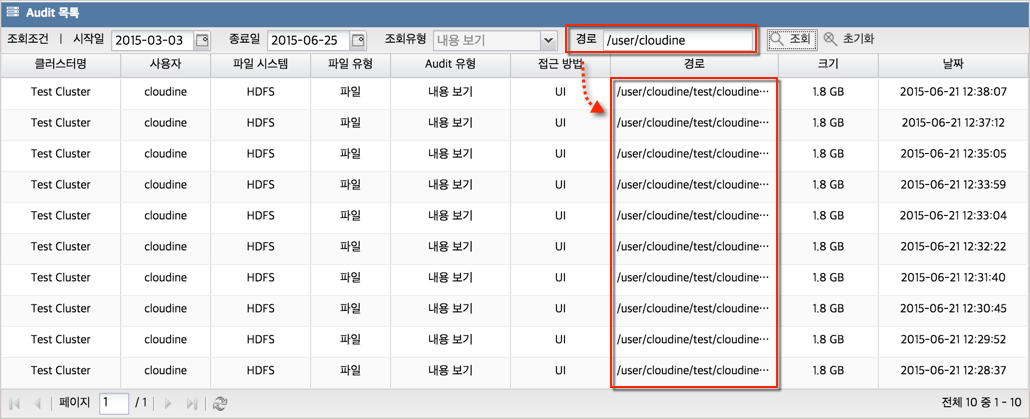 Audit 목록
조회조건 | 시작일 2015-03-03 종료일 2015-06-25 조회유형 내용 보기 경로 /user/cloudine 조회 초기화
클러스터명 사용자 파일 시스템 파일 유형 Audit 유형 접근 방법 경로 크기 날짜
Test Cluster cloudine HDFS 파일 내용 보기 UI /user/cloudine/test/cloudine… 1.8 GB 2015-06-21 12:38:07
Test Cluster cloudine HDFS 파일 내용 보기 UI /user/cloudine/test/cloudine… 1.8 GB 2015-06-21 12:37:12
Test Cluster cloudine HDFS 파일 내용 보기 UI /user/cloudine/test/cloudine… 1.8 GB 2015-06-21 12:35:05
Test Cluster cloudine HDFS 파일 내용 보기 UI /user/cloudine/test/cloudine… 1.8 GB 2015-06-21 12:33:59
Test Cluster cloudine HDFS 파일 내용 보기 UI /user/cloudine/test/cloudine… 1.8 GB 2015-06-21 12:33:04
Test Cluster cloudine HDFS 파일 내용 보기 UI /user/cloudine/test/cloudine… 1.8 GB 2015-06-21 12:32:22
Test Cluster cloudine HDFS 파일 내용 보기 UI /user/cloudine/test/cloudine… 1.8 GB 2015-06-21 12:31:40
Test Cluster cloudine HDFS 파일 내용 보기 UI /user/cloudine/test/cloudine… 1.8 GB 2015-06-21 12:30:45
Test Cluster cloudine HDFS 파일 내용 보기 UI /user/cloudine/test/cloudine… 1.8 GB 2015-06-21 12:29:52
Test Cluster cloudine HDFS 파일 내용 보기 UI /user/cloudine/test/cloudine… 1.8 GB 2015-06-21 12:28:37
페이지 1 / 1 전체 10 중 1 - 10